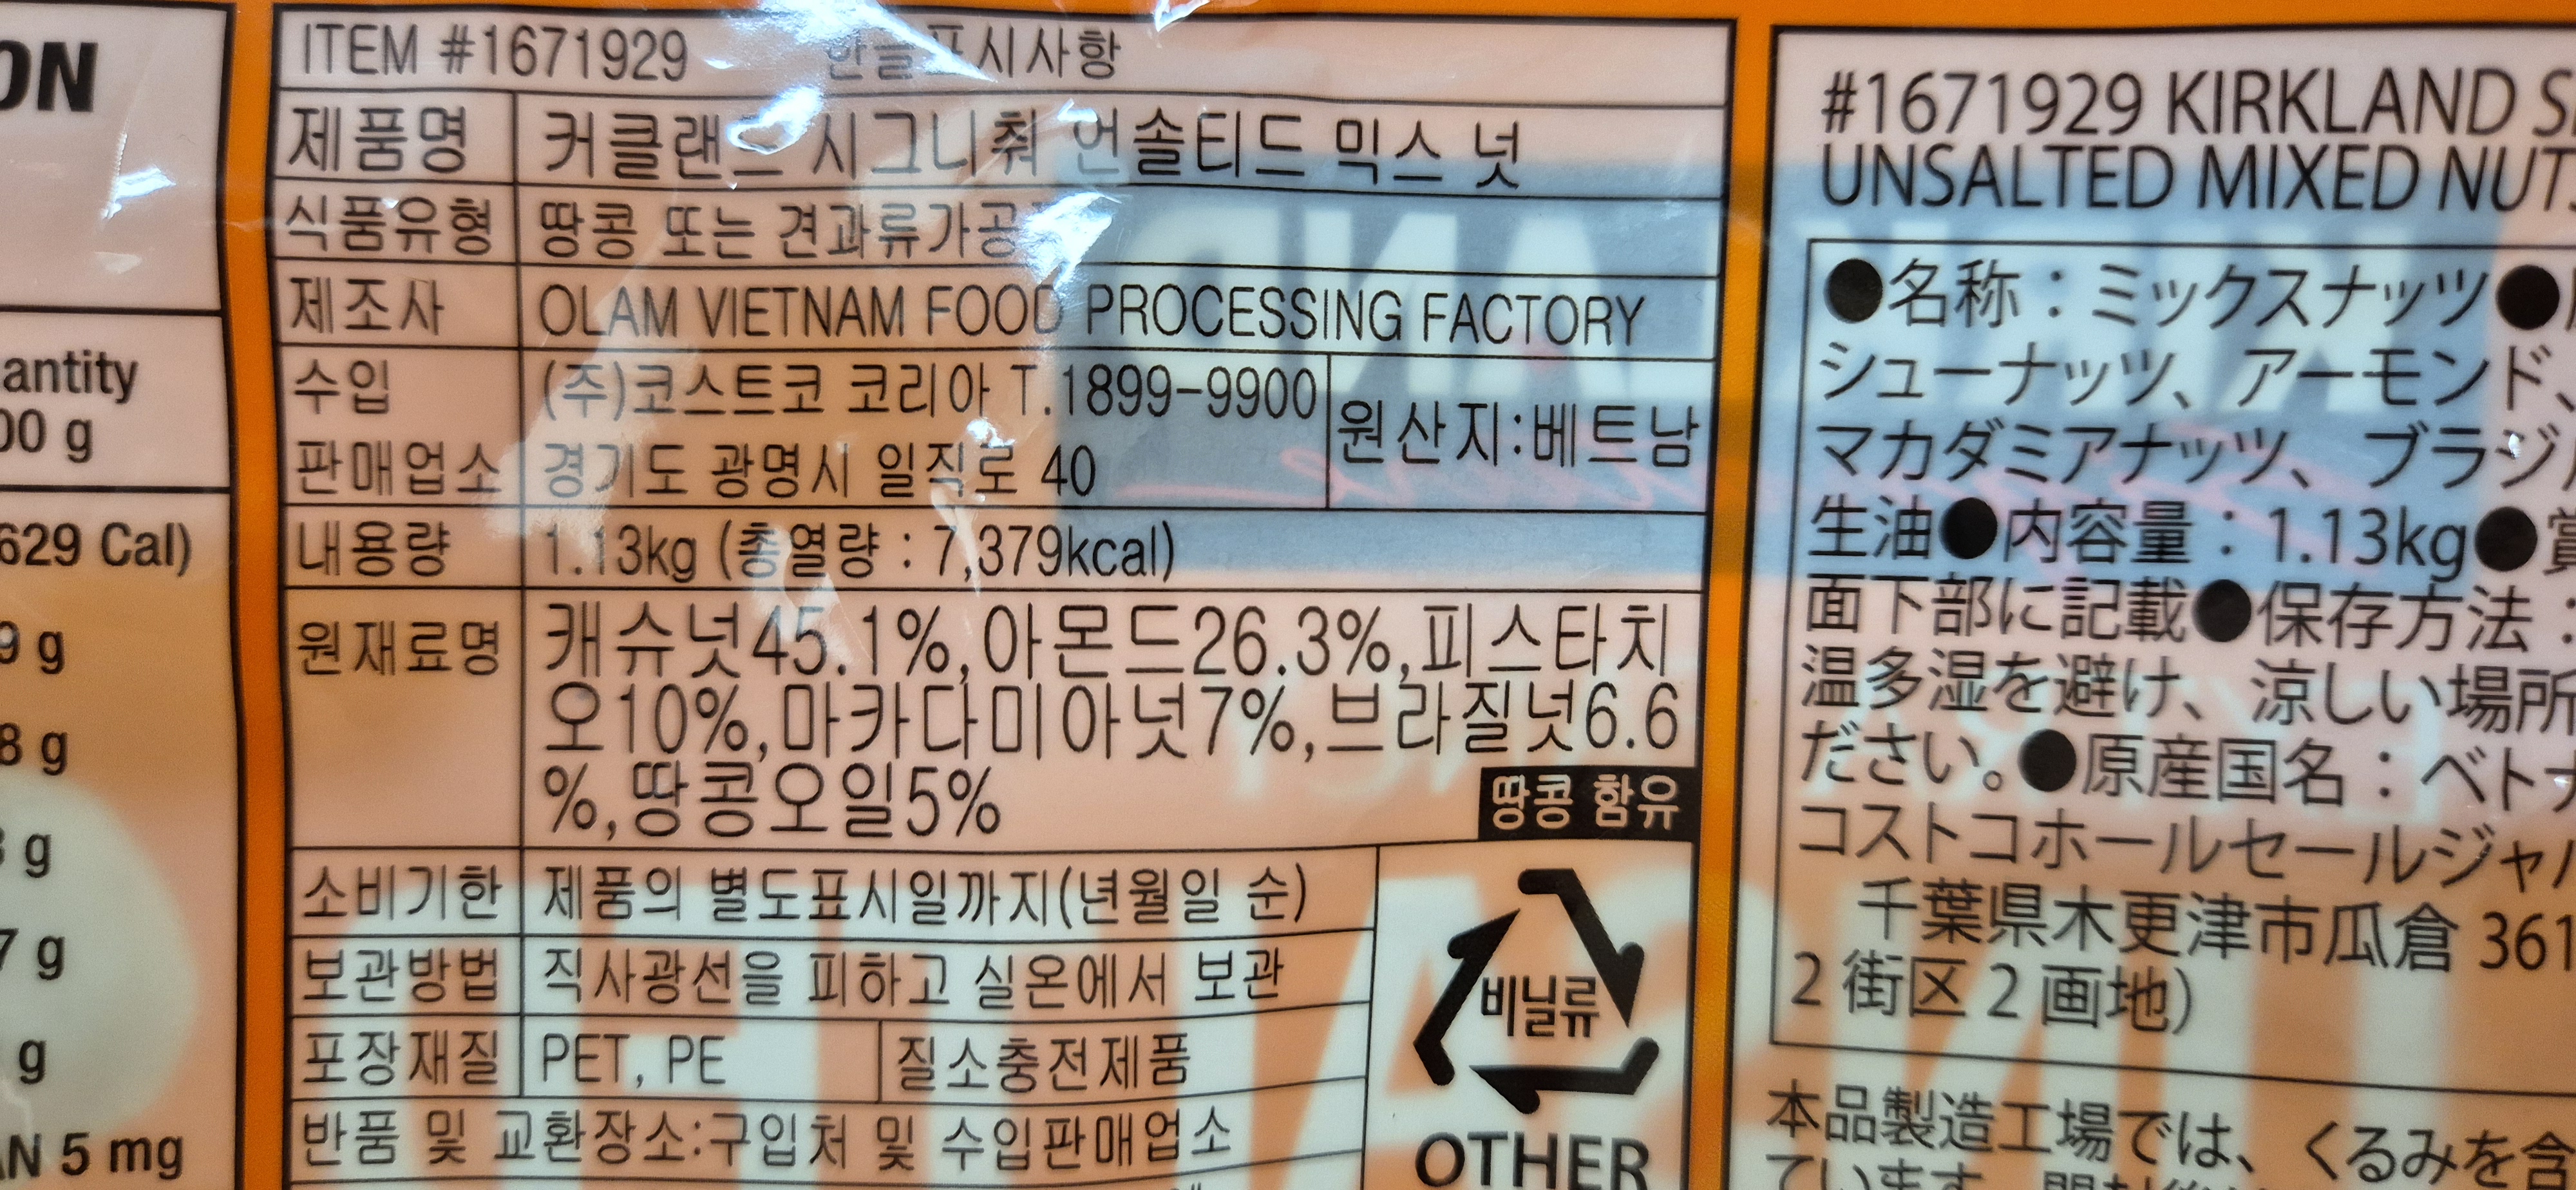 ON
antity
00 g
629 Cal)
9 g
8 g
g
7 g
g
5 mg
ITEM #1671929 한글표시사항
제품명 커클랜드 시그니춰 언솔티드 믹스 넛
식품유형 땅콩 또는 견과류가공
제조사 OLAM VIETNAM FOOD PROCESSING FACTORY
수입 (주)코스트코 코리아 T.1899-9900
판매업소 경기도 광명시 일직로 40
원산지:베트남
내용량 1.13kg (총열량 : 7,379kcal)
원재료명 캐슈넛45.1%,아몬드26.3%,피스타치
오10%,마카다미아넛7%,브라질넛6.6
%,땅콩오일5%
땅콩 함유
소비기한 제품의 별도표시일까지(년월일 순)
보관방법 직사광선을 피하고 실온에서 보관
포장재질 PET, PE 질소충전제품
반품 및 교환장소:구입처 및 수입판매업소
비닐류
OTHER
#1671929 KIRKLAND S
UNSALTED MIXED NUT
●名称：ミックスナッツ●
シューナッツ、アーモンド、
マカダミアナッツ、ブラジル
生油●内容量：1.13kg●賞
面下部に記載●保存方法：
温多湿を避け、涼しい場所
ださい。●原産国名：ベトナ
コストコホールセールジャパ
千葉県木更津市瓜倉 361
2 街区 2 画地）
本品製造工場では、くるみを含
ています。